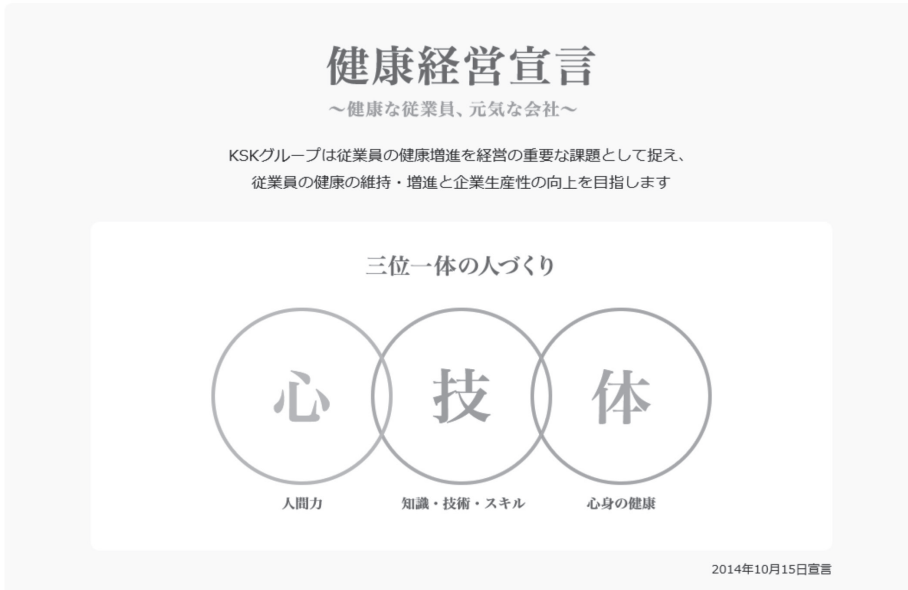 健康経営宣言
〜健康な従業員、元気な会社〜
KSKグループは従業員の健康増進を経営の重要な課題として捉え、
従業員の健康の維持・増進と企業生産性の向上を目指します
三位一体の人づくり
心
技
体
人間力
知識・技術・スキル
心身の健康
2014年10月15日宣言